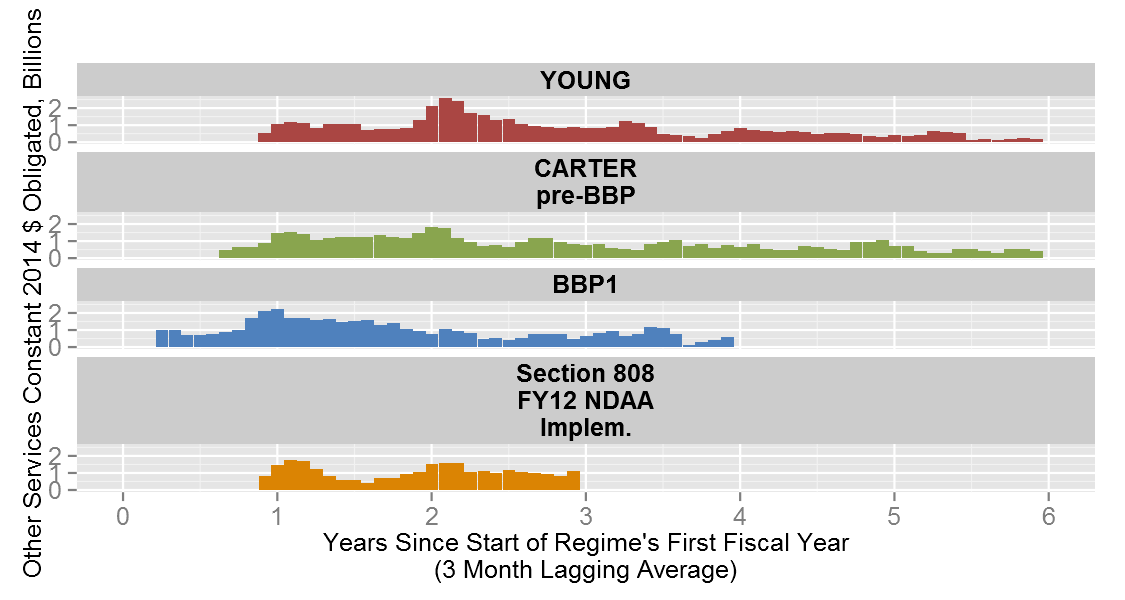 Other Services Constant 2014 $ Obligated, Billions
YOUNG
2
1
0
CARTER
pre-BBP
2
1
0
BBP1
2
1
0
Section 808
FY12 NDAA
Implem.
2
1
0
0 1 2 3 4 5 6
Years Since Start of Regime's First Fiscal Year
(3 Month Lagging Average)